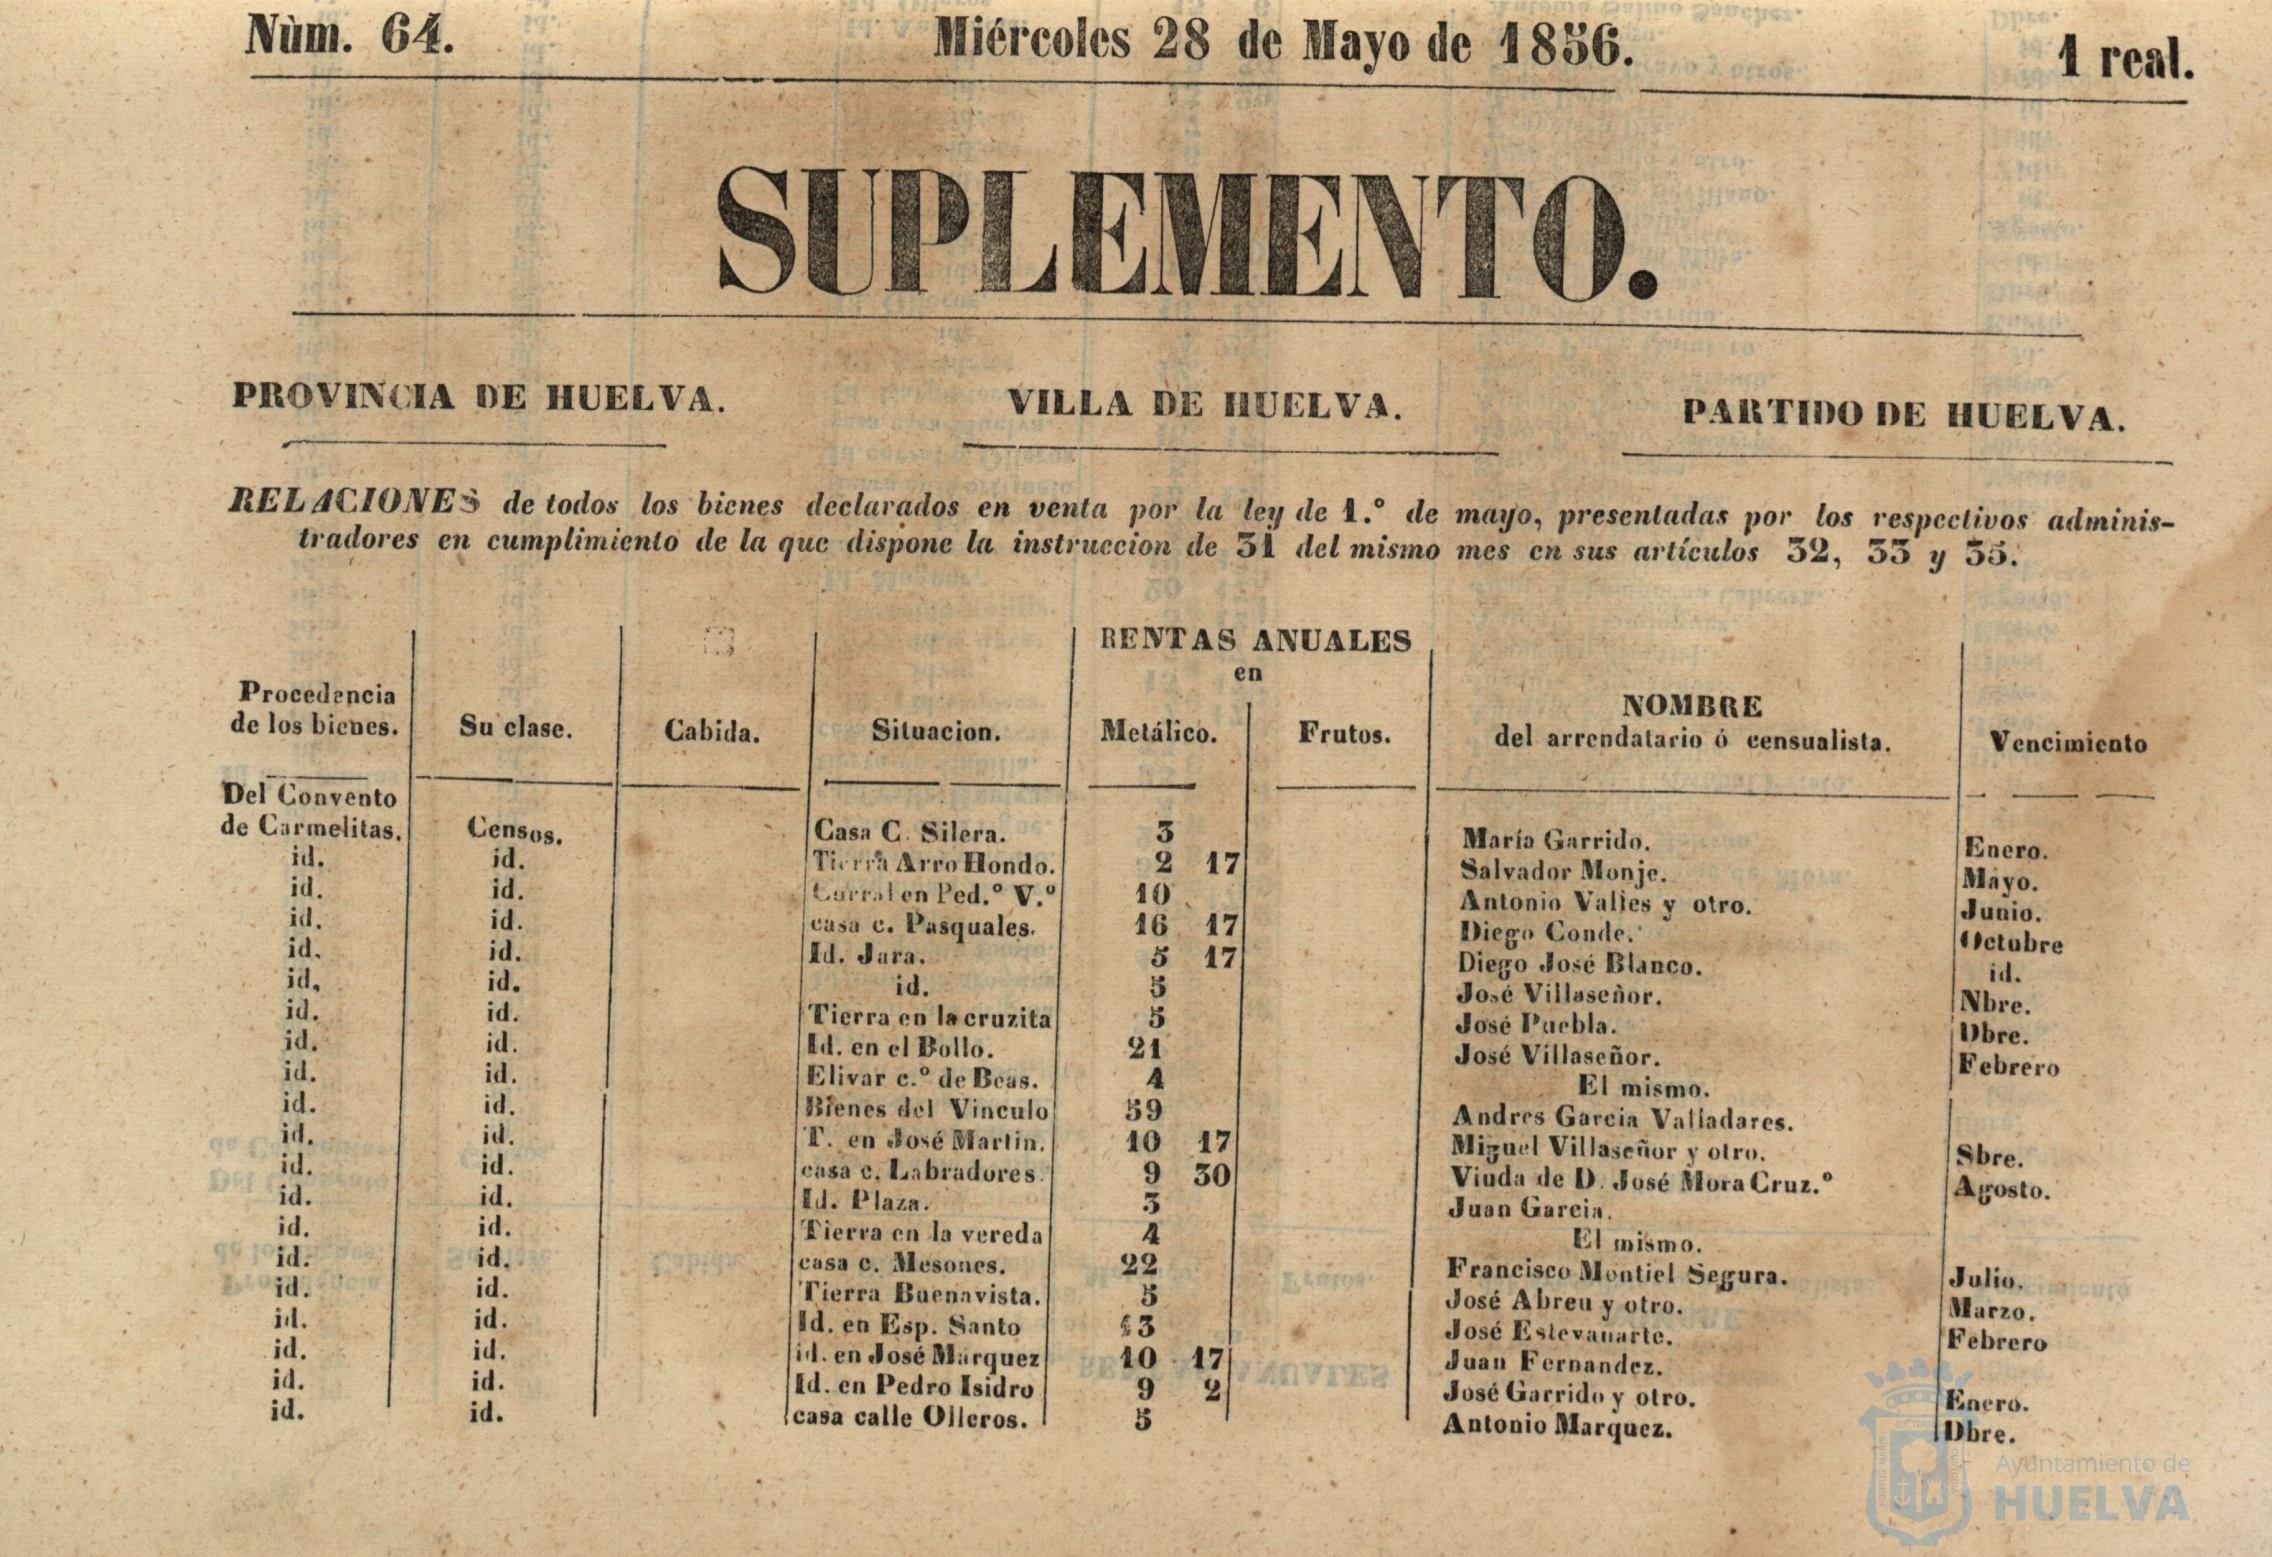 Nùm. 64. Miércoles 28 de Mayo de 1856. 1 real.
SUPLEMENTO.
PROVINCIA DE HUELVA. VILLA DE HUELVA. PARTIDO DE HUELVA.
RELACIONES de todos los bienes declarados en venta por la ley de 1.º de mayo, presentadas por los respectivos adminis-
tradores en cumplimiento de la que dispone la instruccion de 31 del mismo mes en sus artículos 32, 33 y 35.
RENTAS ANUALES
en
Procedencia
de los bienes. Su clase. Cabida. Situacion. Metálico. Frutos. NOMBRE
del arrendatario ó censualista. Vencimiento
Del Convento
de Carmelitas. Censos. Casa C. Silera. 3 María Garrido. Enero.
id. id. Tierra Arro Hondo. 2 17 Salvador Monje. Mayo.
id. id. Corral en Ped.º V.º 10 Antonio Valles y otro. Junio.
id. id. casa c. Pasquales. 16 17 Diego Conde. Octubre
id. id. Id. Jara. 5 17 Diego José Blanco. id.
id. id. id. 5 José Villaseñor. Nbre.
id. id. Tierra en la cruzita 5 José Puebla. Dbre.
id. id. Id. en el Bollo. 21 José Villaseñor. Febrero
id. id. Elivar c.º de Beas. 4 El mismo.
id. id. Bienes del Vinculo 59 Andres Garcia Valladares.
id. id. T. en José Martin. 10 17 Miguel Villaseñor y otro. Sbre.
id. id. casa c. Labradores. 9 30 Viuda de D. José Mora Cruz.º Agosto.
id. id. Id. Plaza. 3 Juan Garcia.
id. id. Tierra en la vereda 4 El mismo.
id. id. casa c. Mesones. 22 Francisco Montiel Segura. Julio.
id. id. Tierra Buenavista. 5 José Abreu y otro. Marzo.
id. id. Id. en Esp. Santo 13 José Estevanarte. Febrero
id. id. id. en José Marquez 10 17 Juan Fernandez.
id. id. Id. en Pedro Isidro 9 2 José Garrido y otro. Enero.
id. id. casa calle Olleros. 5 Antonio Marquez. Dbre.
Ayuntamiento de
HUELVA